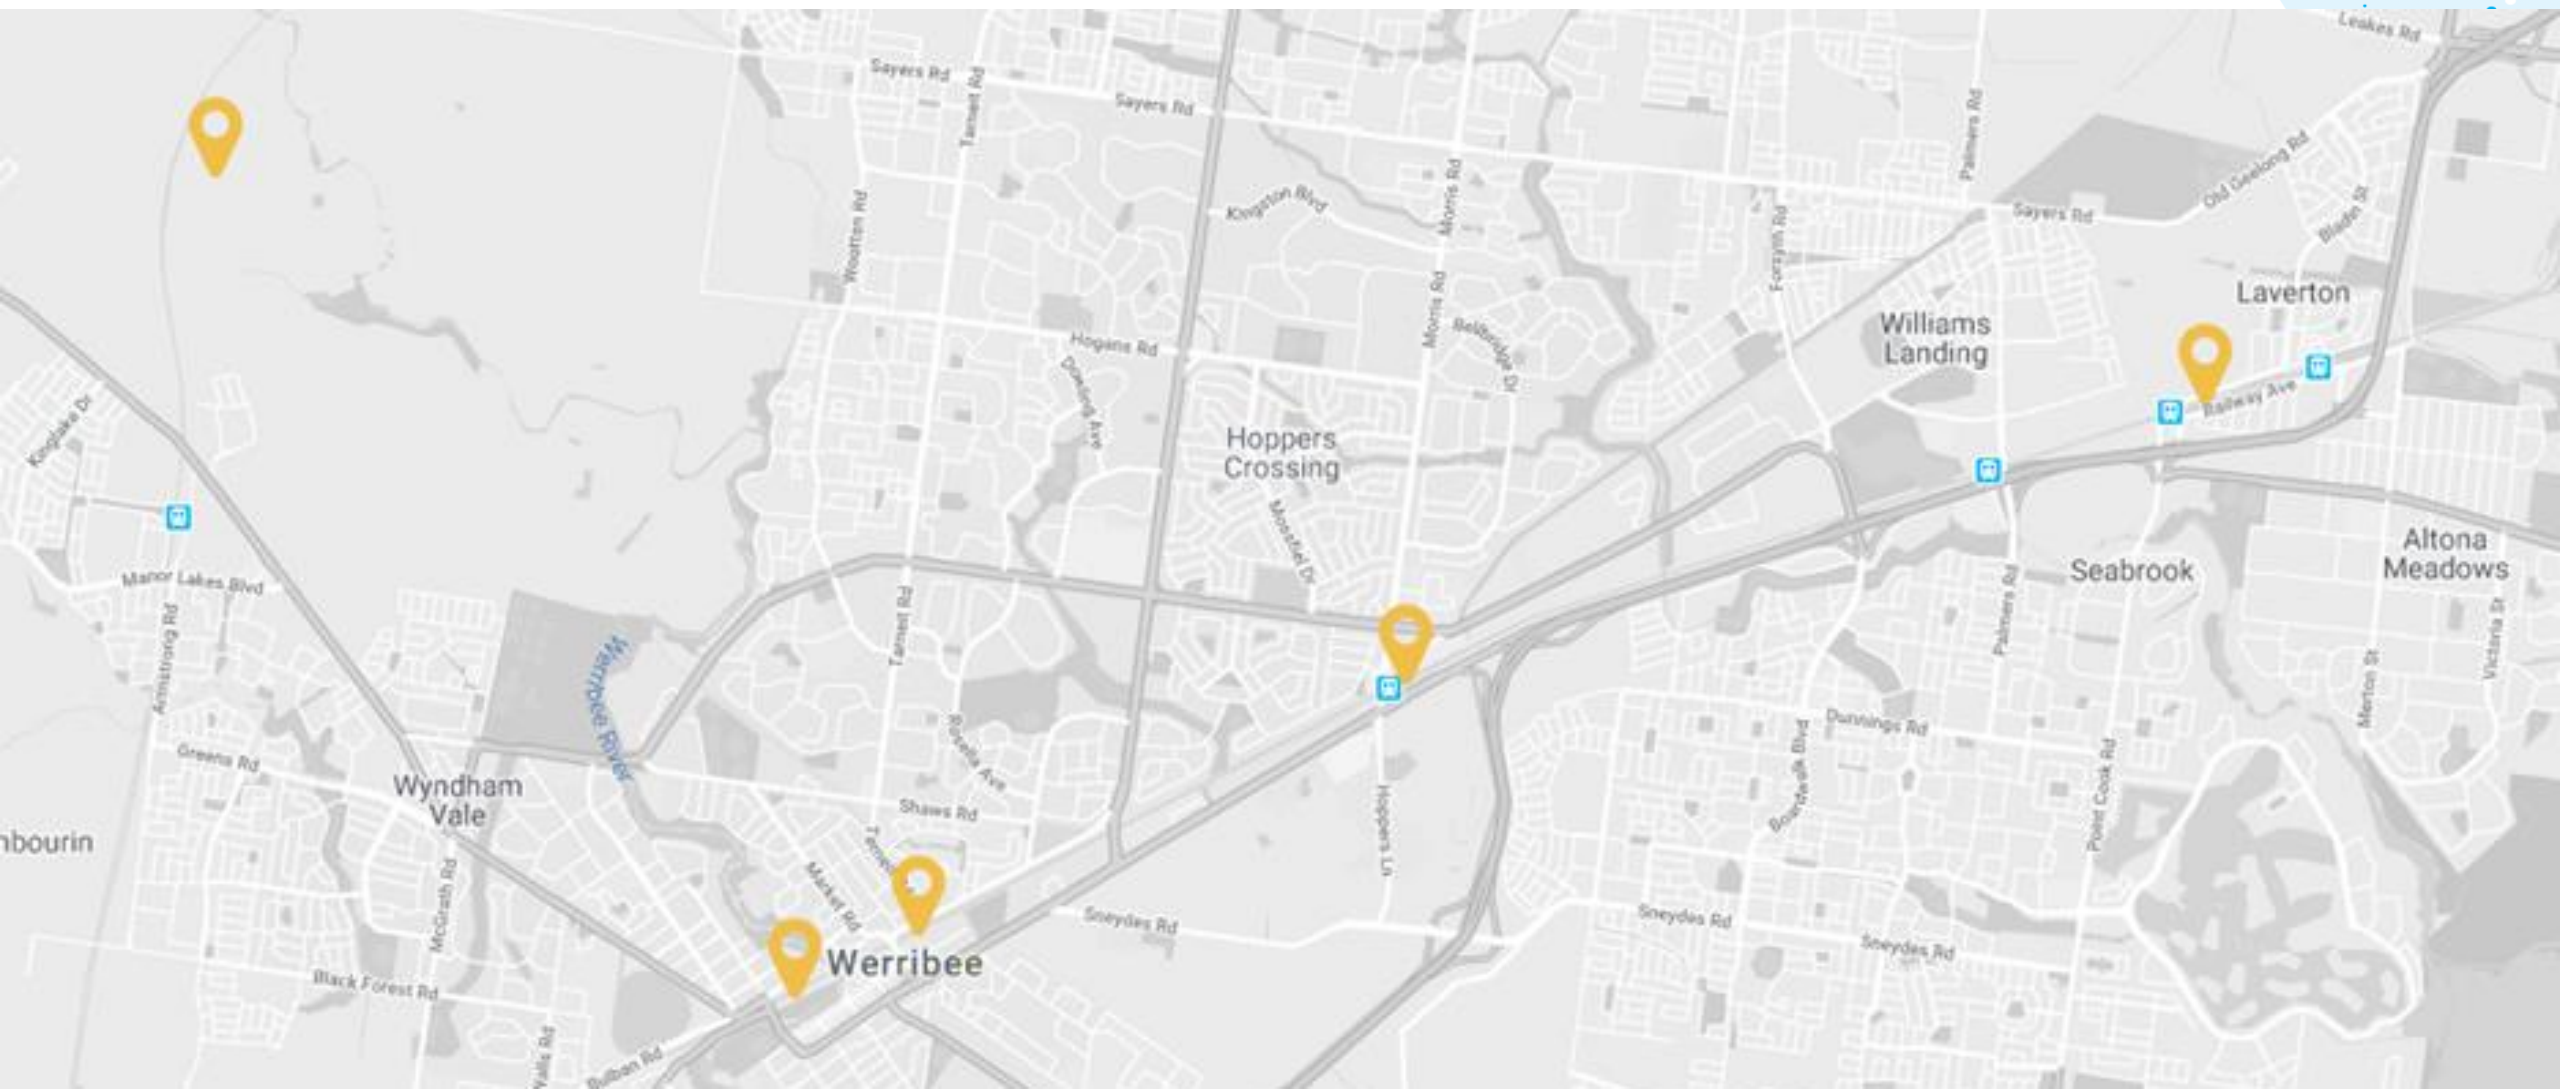 Leakes Rd
Sayers Rd
Tarneit Rd
Sayers Rd
Palmers Rd
Old Geelong Rd
Morris Rd
Kingston Blvd
Sayers Rd
Bladin St
Wootten Rd
Forsyth Rd
Laverton
Morris Rd
Williams
Landing
Hogans Rd
Bellbridge Dr
Dowling Ave
Railway Ave
Kinglake Dr
Hoppers
Crossing
Mossfiel Dr
Altona
Meadows
Seabrook
Manor Lakes Blvd
Palmers Rd
Tarneit Rd
Armstrong Rd
Victoria St
Werribee River
Merton St
Dunnings Rd
Boardwalk Blvd
Rosella Ave
Greens Rd
Point Cook Rd
Wyndham
Vale
Shaws Rd
Hoppers Ln
nbourin
Market Rd
McGrath Rd
Sneydes Rd
Sneydes Rd
Sneydes Rd
Werribee
Black Forest Rd
Walls Rd
Bulban Rd